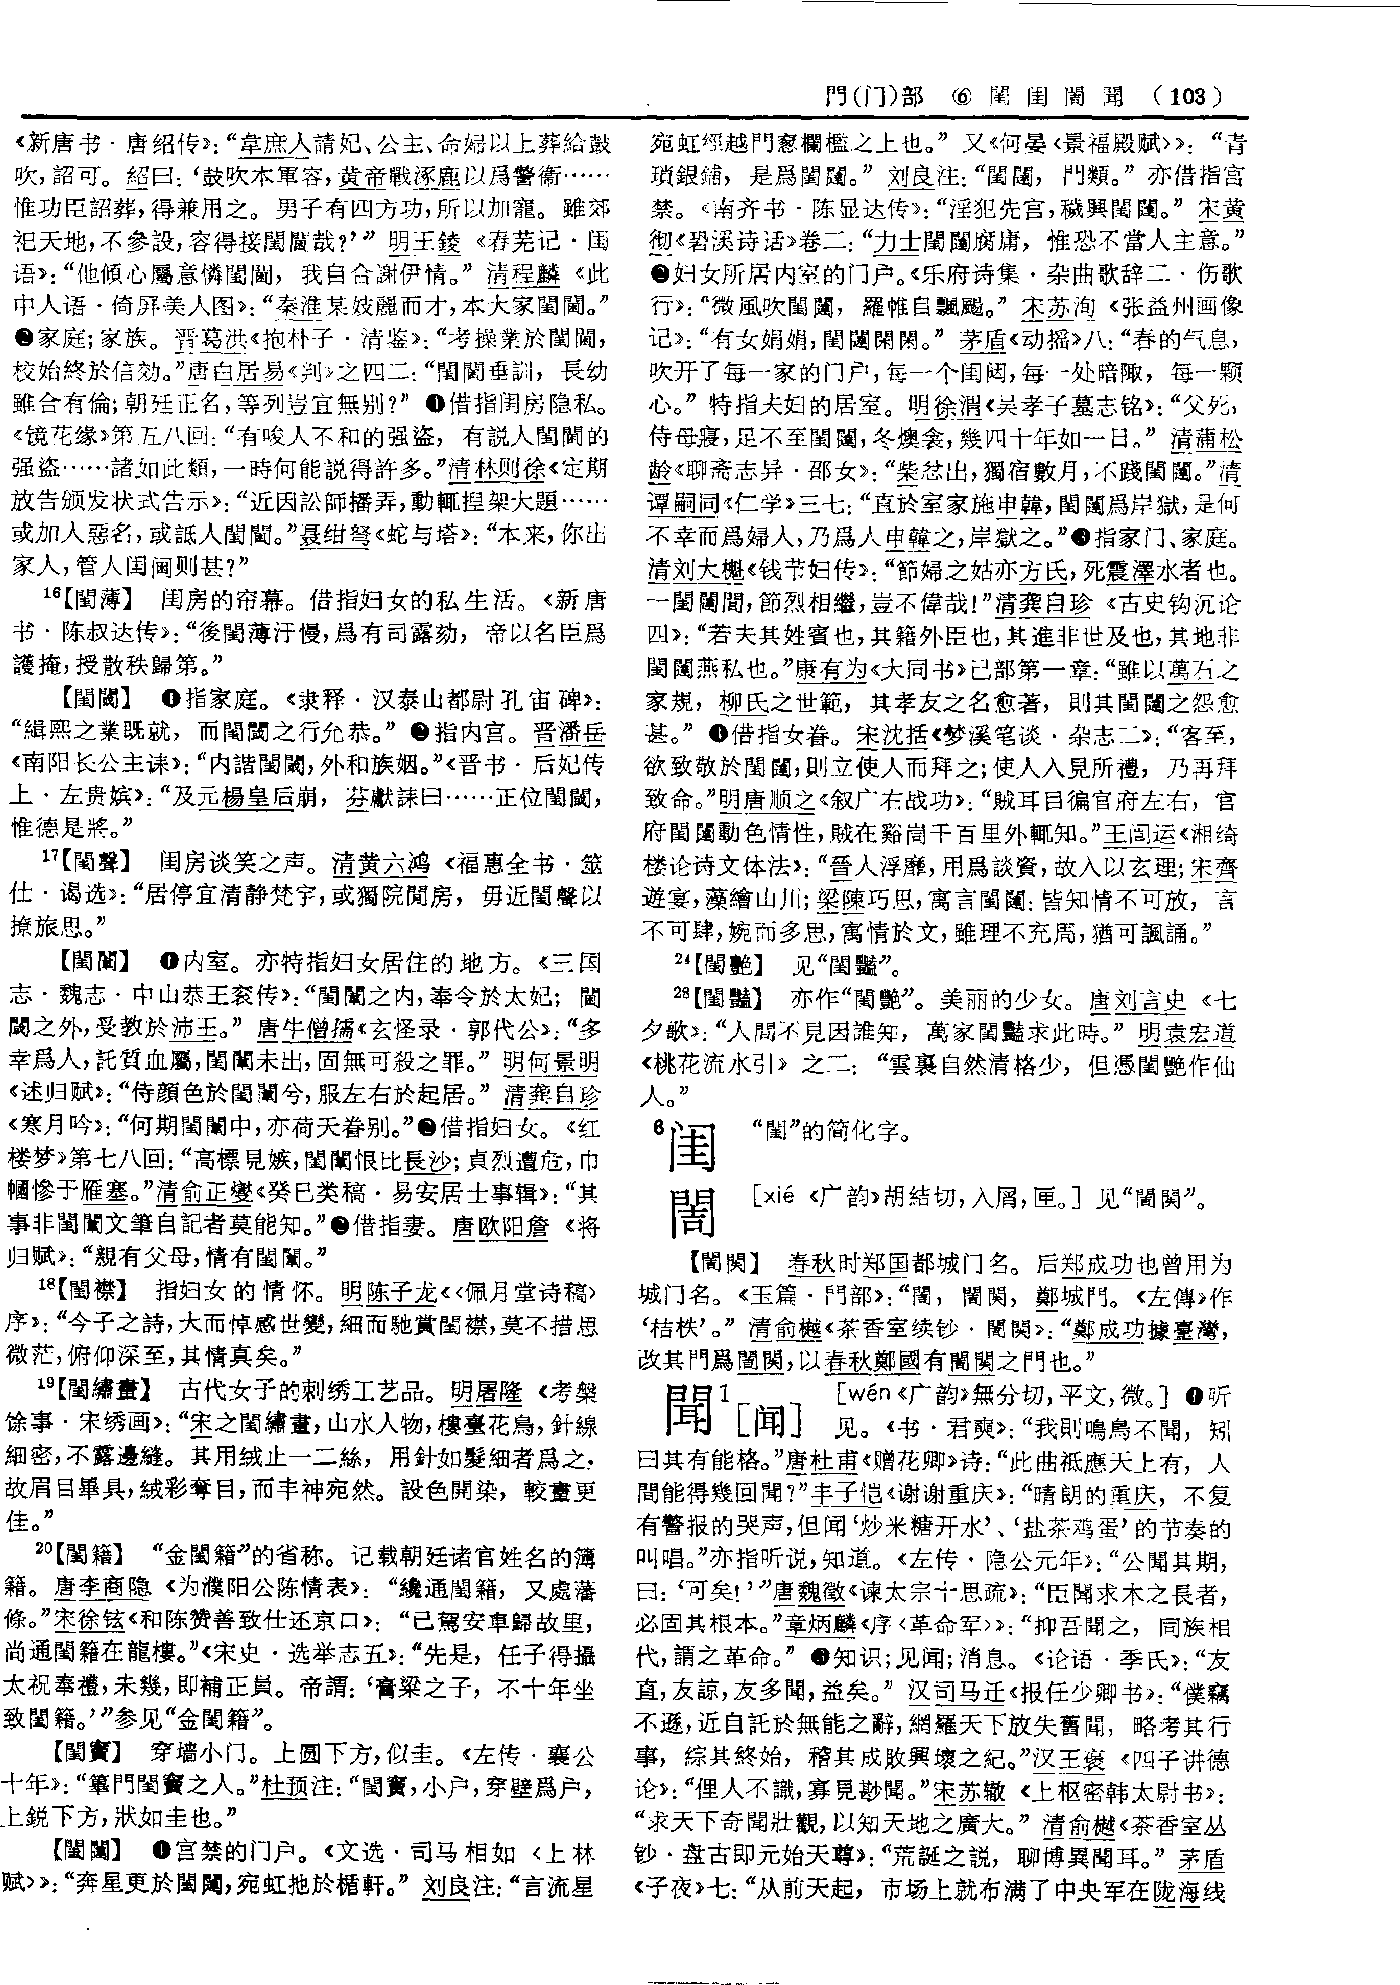 門(门)部 ⑥ 閨 闺 䦖 聞 (103)
《新唐书·唐绍传》：“韋庶人請妃、公主、命婦以上葬給鼓
吹，詔可。紹曰：‘鼓吹本軍容，黄帝戰涿鹿以爲警衞……
惟功臣詔葬，得兼用之。男子有四方功，所以加寵。雖郊
祀天地，不參設，容得接閨閫哉?’”明王錂《春芜记·闺
语》：“他傾心屬意憐閨閫，我自合謝伊情。”清程麟《此
中人语·倚屏美人图》：“秦淮某妓麗而才，本大家閨閫。”
❷家庭；家族。晋葛洪《抱朴子·清鉴》：“考操業於閨閫，
校始終於信効。”唐白居易《判》之四二：“閨閫垂訓，長幼
雖合有倫；朝廷正名，等列豈宜無别?”❸借指闺房隐私。
《镜花缘》第五八回：“有唆人不和的强盗，有説人閨閫的
强盗……諸如此類，一時何能説得許多。”清林则徐《定期
放告颁发状式告示》：“近因訟師播弄，動輒捏架大題……
或加人惡名，或詆人閨閫。”聂绀弩《蛇与塔》：“本来，你出
家人，管人闺阃则甚?”
¹⁶【閨薄】 闺房的帘幕。借指妇女的私生活。《新唐
书·陈叔达传》：“後閨薄汙慢，爲有司露劾，帝以名臣爲
護掩，授散秩歸第。”
【閨閾】 ❶指家庭。《隶释·汉泰山都尉孔宙碑》：
“緝熙之業既就，而閨閾之行允恭。”❷指内宫。晋潘岳
《南阳长公主诔》：“内諧閨閾，外和族姻。”《晋书·后妃传
上·左贵嫔》：“及元楊皇后崩，芬獻誄曰……正位閨閾，
惟德是將。”
¹⁷【閨聲】 闺房谈笑之声。清黄六鸿《福惠全书·筮
仕·谒选》：“居停宜清静梵宇，或獨院閒房，毋近閨聲以
撩旅思。”
【閨闈】 ❶内室。亦特指妇女居住的地方。《三国
志·魏志·中山恭王衮传》：“閨闈之内，奉令於太妃；閫
閾之外，受教於沛王。”唐牛僧孺《玄怪录·郭代公》：“多
幸爲人，託質血屬，閨闈未出，固無可殺之罪。”明何景明
《述归赋》：“侍顔色於閨闈兮，服左右於起居。”清龚自珍
《寒月吟》：“何期閨闈中，亦荷天眷别。”❷借指妇女。《红
楼梦》第七八回：“高標見嫉，閨闈恨比長沙；貞烈遭危，巾
幗慘于雁塞。”清俞正燮《癸巳类稿·易安居士事辑》：“其
事非閨闈文筆自記者莫能知。”❸借指妻。唐欧阳詹《将
归赋》：“親有父母，情有閨闈。”
¹⁸【閨襟】 指妇女的情怀。明陈子龙《〈佩月堂诗稿〉
序》：“今子之詩，大而悼感世變，細而馳賞閨襟，莫不措思
微茫，俯仰深至，其情真矣。”
¹⁹【閨繡畫】 古代女子的刺绣工艺品。明屠隆《考槃
馀事·宋绣画》：“宋之閨繡畫，山水人物，樓臺花鳥，針線
細密，不露邊縫。其用絨止一二絲，用針如髮細者爲之，
故眉目畢具，絨彩奪目，而丰神宛然。設色開染，較畫更
佳。”
²⁰【閨籍】 “金閨籍”的省称。记载朝廷诸官姓名的簿
籍。唐李商隐《为濮阳公陈情表》：“纔通閨籍，又處藩
條。”宋徐铉《和陈赞善致仕还京口》：“已駕安車歸故里，
尚通閨籍在龍樓。”《宋史·选举志五》：“先是，任子得攝
太祝奉禮，未幾，即補正員。帝謂：‘膏粱之子，不十年坐
致閨籍。’”参见“金閨籍”。
【閨竇】 穿墙小门。上圆下方，似圭。《左传·襄公
十年》：“篳門閨竇之人。”杜预注：“閨竇，小户，穿壁爲户，
上鋭下方，狀如圭也。”
【閨闥】 ❶宫禁的门户。《文选·司马相如〈上林
赋〉》：“奔星更於閨闥，宛虹拖於楯軒。”刘良注：“言流星
宛虹經越門窻欄檻之上也。”又《何晏〈景福殿赋〉》：“青
瑣銀鋪，是爲閨闥。”刘良注：“閨闥，門類。”亦借指宫
禁。《南齐书·陈显达传》：“淫犯先宫，穢興閨闥。”宋黄
彻《䂬溪诗话》卷二：“力士閨闥腐庸，惟恐不當人主意。”
❷妇女所居内室的门户。《乐府诗集·杂曲歌辞二·伤歌
行》：“微風吹閨闥，羅帷自飄颺。”宋苏洵《张益州画像
记》：“有女娟娟，閨闥閑閑。”茅盾《动摇》八：“春的气息，
吹开了每一家的门户，每一个闺闼，每一处暗陬，每一颗
心。”特指夫妇的居室。明徐渭《吴孝子墓志铭》：“父死，
侍母寢，足不至閨闥，冬燠衾，幾四十年如一日。”清蒲松
龄《聊斋志异·邵女》：“柴忿出，獨宿數月，不踐閨闥。”清
谭嗣同《仁学》三七：“直於室家施申韓，閨闥爲岸獄，是何
不幸而爲婦人，乃爲人申韓之，岸獄之。”❸指家门、家庭。
清刘大櫆《钱节妇传》：“節婦之姑亦方氏，死震澤水者也。
一閨闥間，節烈相繼，豈不偉哉！”清龚自珍《古史钩沉论
四》：“若夫其姓賓也，其籍外臣也，其進非世及也，其地非
閨闥燕私也。”康有为《大同书》已部第一章：“雖以萬石之
家規，柳氏之世範，其孝友之名愈著，則其閨闥之怨愈
甚。”❹借指女眷。宋沈括《梦溪笔谈·杂志二》：“客至，
欲致敬於閨闥，則立使人而拜之；使人入見所禮，乃再拜
致命。”明唐顺之《叙广右战功》：“賊耳目徧官府左右，官
府閨闥動色情性，賊在谿崗千百里外輒知。”王闿运《湘绮
楼论诗文体法》：“晉人浮靡，用爲談資，故入以玄理；宋齊
遊宴，藻繪山川；梁陳巧思，寓言閨闥：皆知情不可放，言
不可肆，婉而多思，寓情於文，雖理不充周，猶可諷誦。”
²⁴【閨艷】 见“閨豔”。
²⁸【閨豔】 亦作“閨艷”。美丽的少女。唐刘言史《七
夕歌》：“人間不見因誰知，萬家閨豔求此時。”明袁宏道
《桃花流水引》之二：“雲裏自然清格少，但憑閨艷作仙
人。”
⁶闺 “閨”的简化字。
䦖 [xié《广韵》胡結切，入屑，匣。] 见“䦖閱”。
【䦖閱】 春秋时郑国都城门名。后郑成功也曾用为
城门名。《玉篇·門部》：“䦖，䦖閱，鄭城門。《左傳》作
‘桔柣’。”清俞樾《茶香室续钞·䦖閱》：“鄭成功據臺灣，
改其門爲䦖閱，以春秋鄭國有䦖閱之門也。”
聞¹[闻] [wén《广韵》無分切，平文，微。] ❶听
见。《书·君奭》：“我則鳴鳥不聞，矧
曰其有能格。”唐杜甫《赠花卿》诗：“此曲衹應天上有，人
間能得幾回聞?”丰子恺《谢谢重庆》：“晴朗的重庆，不复
有警报的哭声，但闻‘炒米糖开水’、‘盐茶鸡蛋’的节奏的
叫唱。”亦指听说，知道。《左传·隐公元年》：“公聞其期，
曰：‘可矣！’”唐魏徵《谏太宗十思疏》：“臣聞求木之長者，
必固其根本。”章炳麟《序〈革命军〉》：“抑吾聞之，同族相
代，謂之革命。”❷知识；见闻；消息。《论语·季氏》：“友
直，友諒，友多聞，益矣。”汉司马迁《报任少卿书》：“僕竊
不遜，近自託於無能之辭，網羅天下放失舊聞，略考其行
事，綜其終始，稽其成敗興壞之紀。”汉王褒《四子讲德
论》：“俚人不識，寡見尠聞。”宋苏辙《上枢密韩太尉书》：
“求天下奇聞壯觀，以知天地之廣大。”清俞樾《茶香室丛
钞·盘古即元始天尊》：“荒誕之説，聊博異聞耳。”茅盾
《子夜》七：“从前天起，市场上就布满了中央军在陇海线